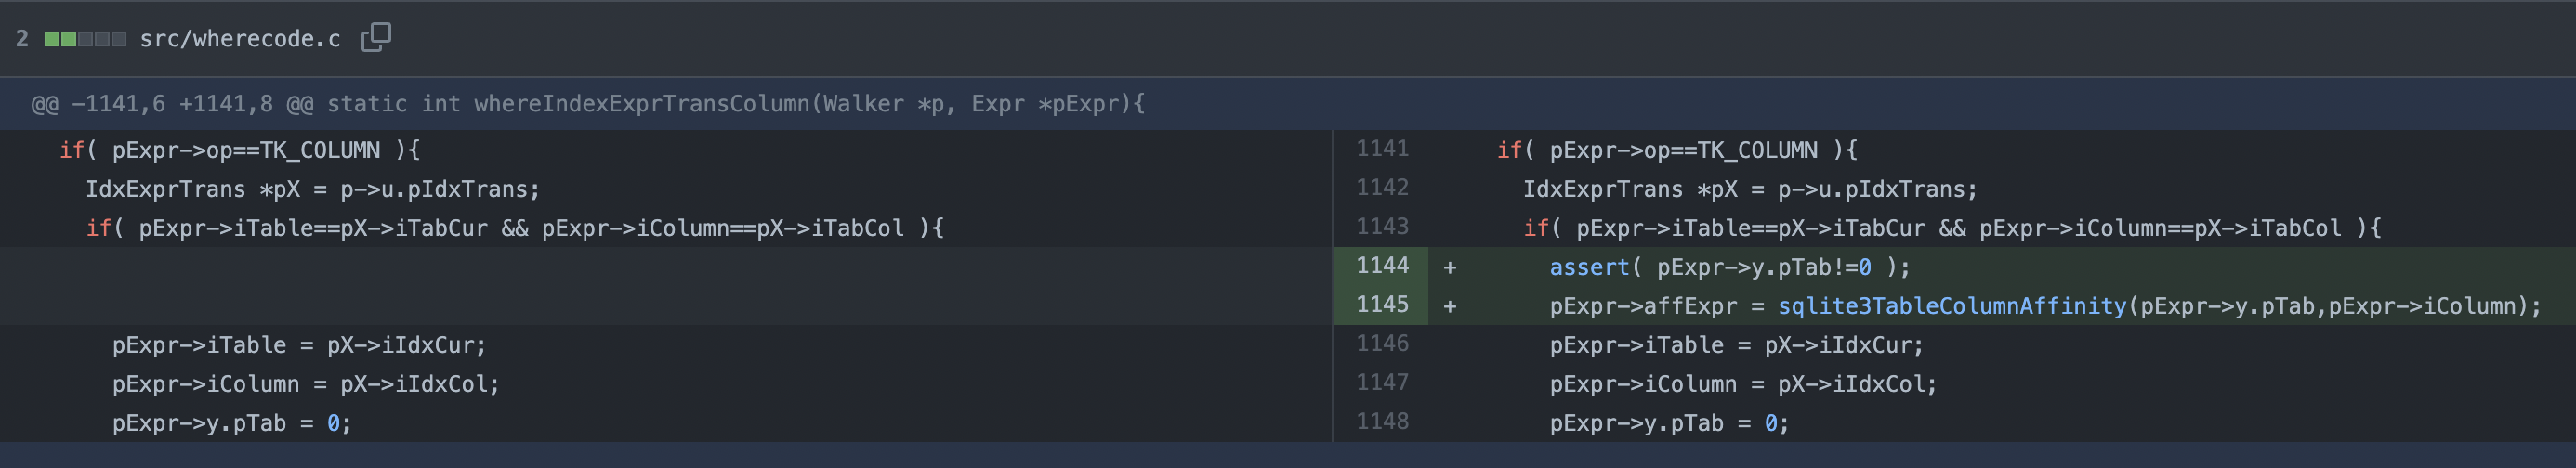 2 src/wherecode.c
@@ -1141,6 +1141,8 @@ static int whereIndexExprTransColumn(Walker *p, Expr *pExpr){
if( pExpr->op==TK_COLUMN ){
IdxExprTrans *pX = p->u.pIdxTrans;
if( pExpr->iTable==pX->iTabCur && pExpr->iColumn==pX->iTabCol ){
pExpr->iTable = pX->iIdxCur;
pExpr->iColumn = pX->iIdxCol;
pExpr->y.pTab = 0;
1141 if( pExpr->op==TK_COLUMN ){
1142 IdxExprTrans *pX = p->u.pIdxTrans;
1143 if( pExpr->iTable==pX->iTabCur && pExpr->iColumn==pX->iTabCol ){
1144 + assert( pExpr->y.pTab!=0 );
1145 + pExpr->affExpr = sqlite3TableColumnAffinity(pExpr->y.pTab,pExpr->iColumn);
1146 pExpr->iTable = pX->iIdxCur;
1147 pExpr->iColumn = pX->iIdxCol;
1148 pExpr->y.pTab = 0;